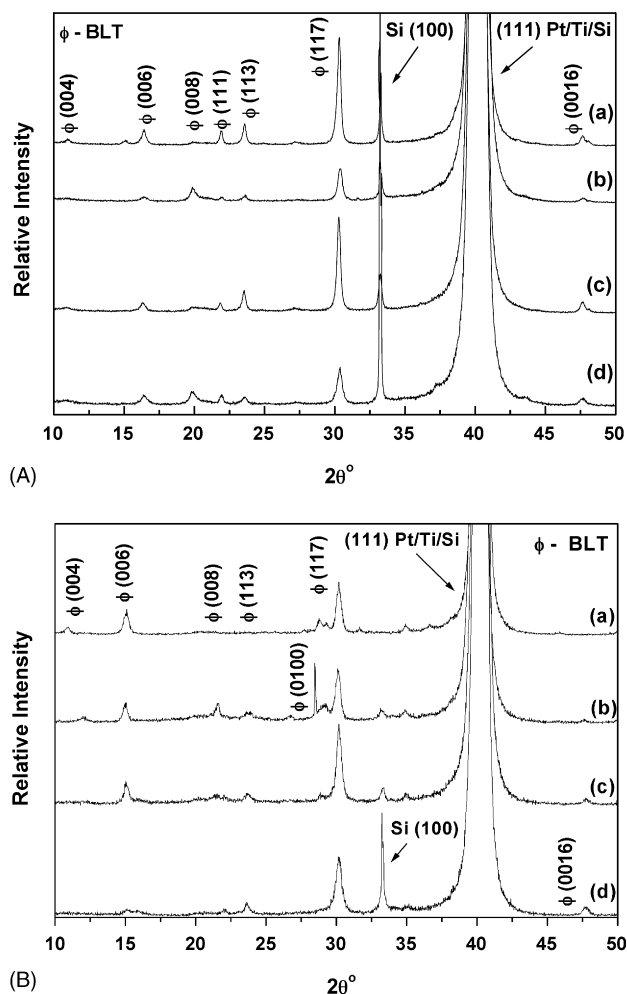 ϕ - BLT
ϕ (004)
ϕ (006)
ϕ (008)
ϕ (111)
ϕ (113)
ϕ (117)
Si (100)
(111) Pt/Ti/Si
ϕ (0016)
(a)
(b)
(c)
(d)
Relative Intensity
10 15 20 25 30 35 40 45 50
2θ°
(A)
ϕ (004)
ϕ (006)
ϕ (008)
ϕ (113)
ϕ (0100)
ϕ (117)
(111) Pt/Ti/Si
ϕ - BLT
(a)
(b)
(c)
Si (100)
ϕ (0016)
(d)
Relative Intensity
10 15 20 25 30 35 40 45 50
2θ°
(B)